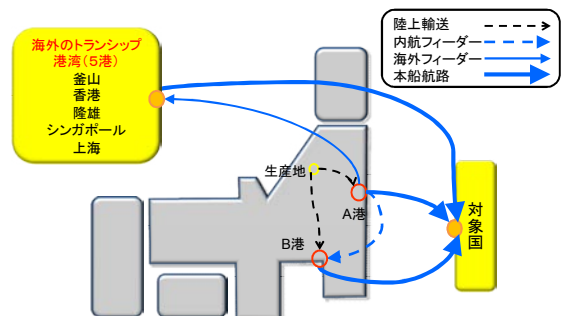 海外のトランシップ
港湾(5港)
釜山
香港
隆雄
シンガポール
上海
陸上輸送
内航フィーダー
海外フィーダー
本船航路
生産地
A港
B港
対象国